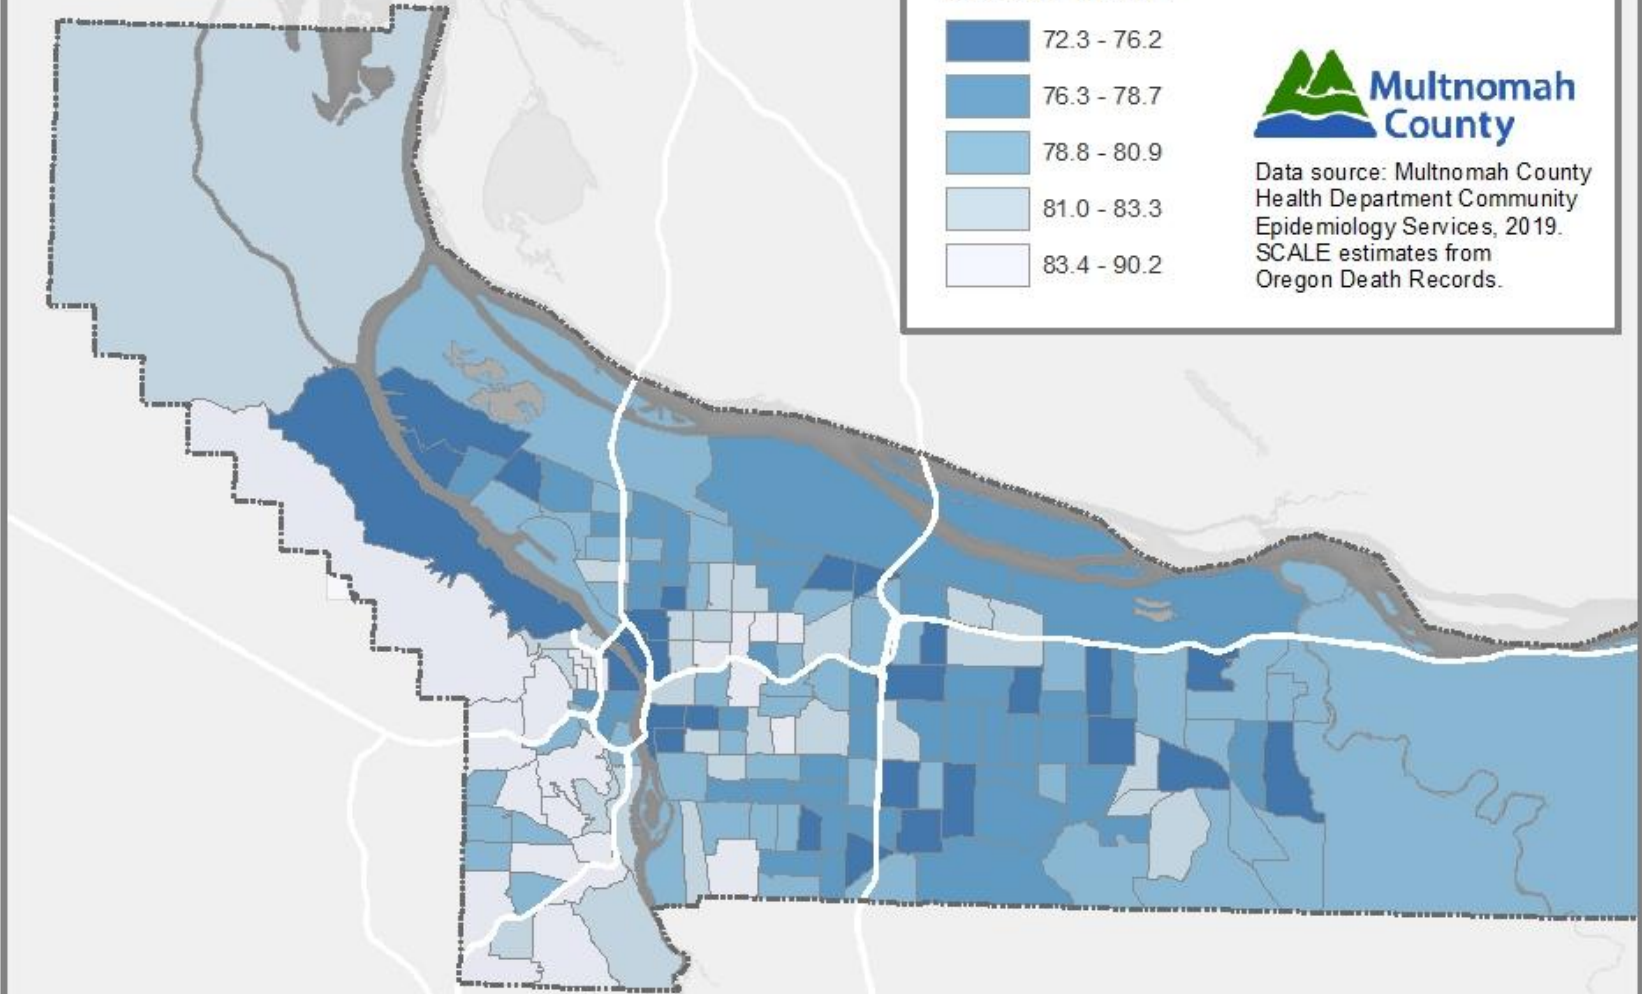 72.3 - 76.2
76.3 - 78.7
78.8 - 80.9
81.0 - 83.3
83.4 - 90.2
Multnomah
County
Data source: Multnomah County
Health Department Community
Epidemiology Services, 2019.
SCALE estimates from
Oregon Death Records.